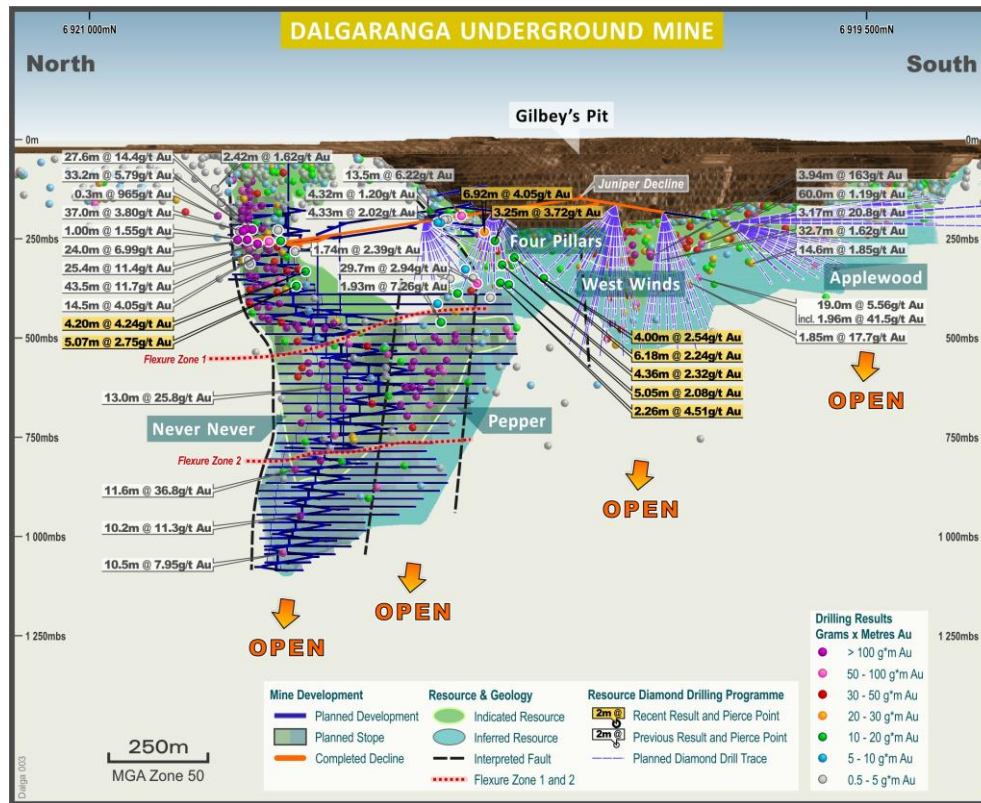 6 921 000mN
DALGARANGA UNDERGROUND MINE
6 919 500mN
North
South
Gilbey's Pit
0m
0m
27.6m @ 14.4g/t Au
2.42m @ 1.62g/t Au
33.2m @ 5.79g/t Au
13.5m @ 6.22g/t Au
3.94m @ 163g/t Au
0.3m @ 965g/t Au
4.32m @ 1.20g/t Au
6.92m @ 4.05g/t Au
Juniper Decline
60.0m @ 1.19g/t Au
37.0m @ 3.80g/t Au
4.33m @ 2.02g/t Au
3.25m @ 3.72g/t Au
3.17m @ 20.8g/t Au
1.00m @ 1.55g/t Au
32.7m @ 1.62g/t Au
250mbs
250mbs
24.0m @ 6.99g/t Au
1.74m @ 2.39g/t Au
Four Pillars
14.6m @ 1.85g/t Au
25.4m @ 11.4g/t Au
29.7m @ 2.94g/t Au
West Winds
Applewood
43.5m @ 11.7g/t Au
1.93m @ 7.26g/t Au
14.5m @ 4.05g/t Au
19.0m @ 5.56g/t Au
incl. 1.96m @ 41.5g/t Au
4.20m @ 4.24g/t Au
4.00m @ 2.54g/t Au
1.85m @ 17.7g/t Au
5.07m @ 2.75g/t Au
500mbs
500mbs
6.18m @ 2.24g/t Au
Flexure Zone 1
4.36m @ 2.32g/t Au
5.05m @ 2.08g/t Au
13.0m @ 25.8g/t Au
2.26m @ 4.51g/t Au
OPEN
Never Never
Pepper
750mbs
750mbs
Flexure Zone 2
11.6m @ 36.8g/t Au
OPEN
10.2m @ 11.3g/t Au
1 000mbs
1 000mbs
10.5m @ 7.95g/t Au
OPEN
OPEN
1 250mbs
1 250mbs
Drilling Results
Grams x Metres Au
> 100 g*m Au
50 - 100 g*m Au
30 - 50 g*m Au
20 - 30 g*m Au
10 - 20 g*m Au
5 - 10 g*m Au
0.5 - 5 g*m Au
Mine Development
Planned Development
Planned Stope
Completed Decline
Resource & Geology
Indicated Resource
Inferred Resource
Interpreted Fault
Flexure Zone 1 and 2
Resource Diamond Drilling Programme
2m @
Recent Result and Pierce Point
2m @
Previous Result and Pierce Point
Planned Diamond Drill Trace
250m
MGA Zone 50
Dalga 003